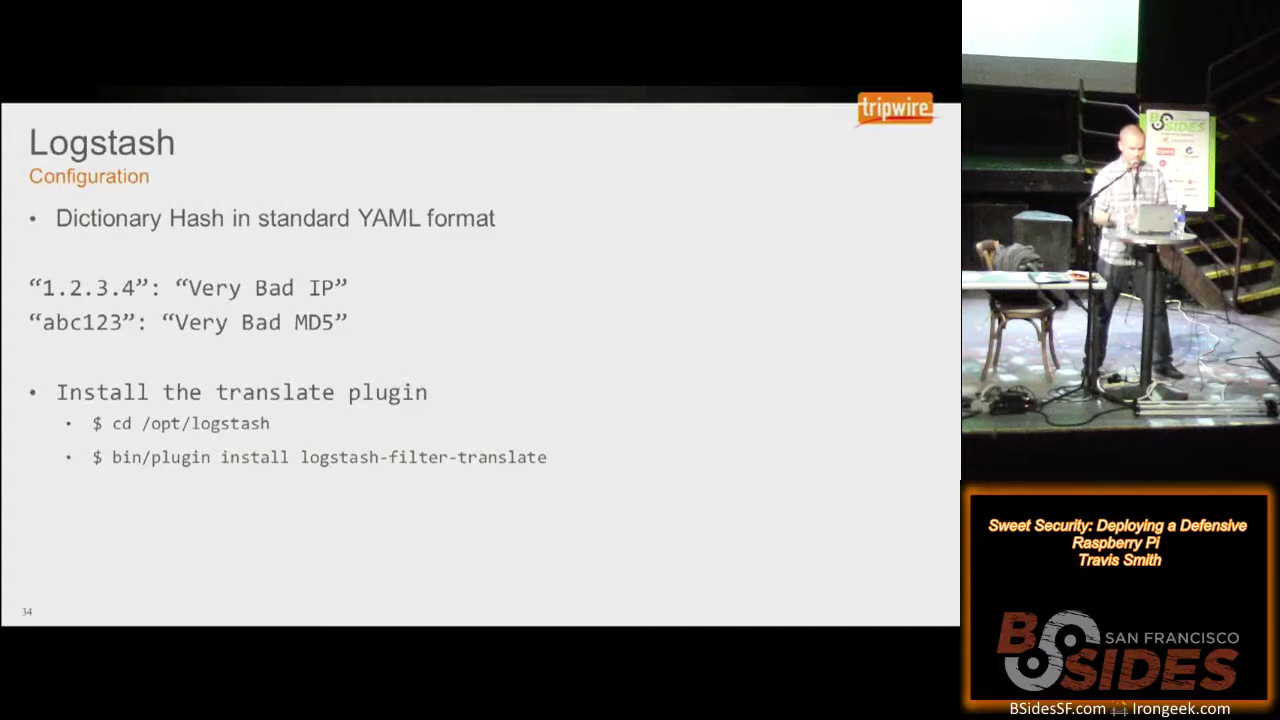 tripwire
Logstash
Configuration
• Dictionary Hash in standard YAML format
“1.2.3.4”: “Very Bad IP”
“abc123”: “Very Bad MD5”
• Install the translate plugin
• $ cd /opt/logstash
• $ bin/plugin install logstash-filter-translate
34
BSIDES
Sweet Security: Deploying a Defensive
Raspberry Pi
Travis Smith
BSIDES
SAN FRANCISCO
BSidesSF.com
Irongeek.com